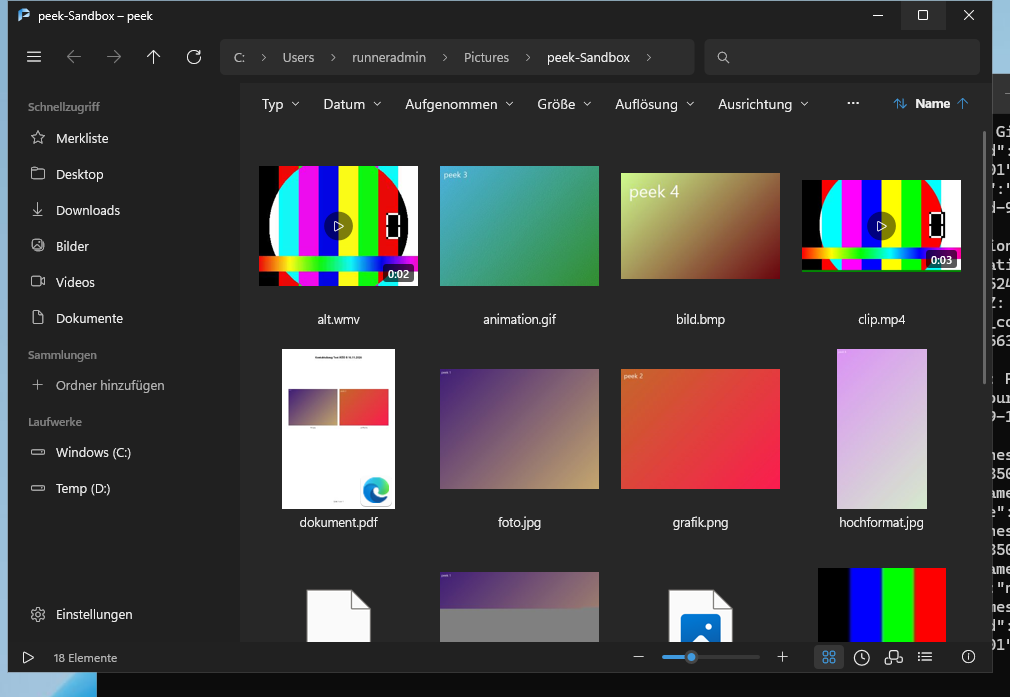 peek-Sandbox – peek
C: Users runneradmin Pictures peek-Sandbox
Schnellzugriff
Merkliste
Desktop
Downloads
Bilder
Videos
Dokumente
Sammlungen
Ordner hinzufügen
Laufwerke
Windows (C:)
Temp (D:)
Einstellungen
18 Elemente
Typ Datum Aufgenommen Größe Auflösung Ausrichtung ··· Name
0:02
peek 3
peek 4
0:03
alt.wmv animation.gif bild.bmp clip.mp4
peek 2
dokument.pdf foto.jpg grafik.png hochformat.jpg